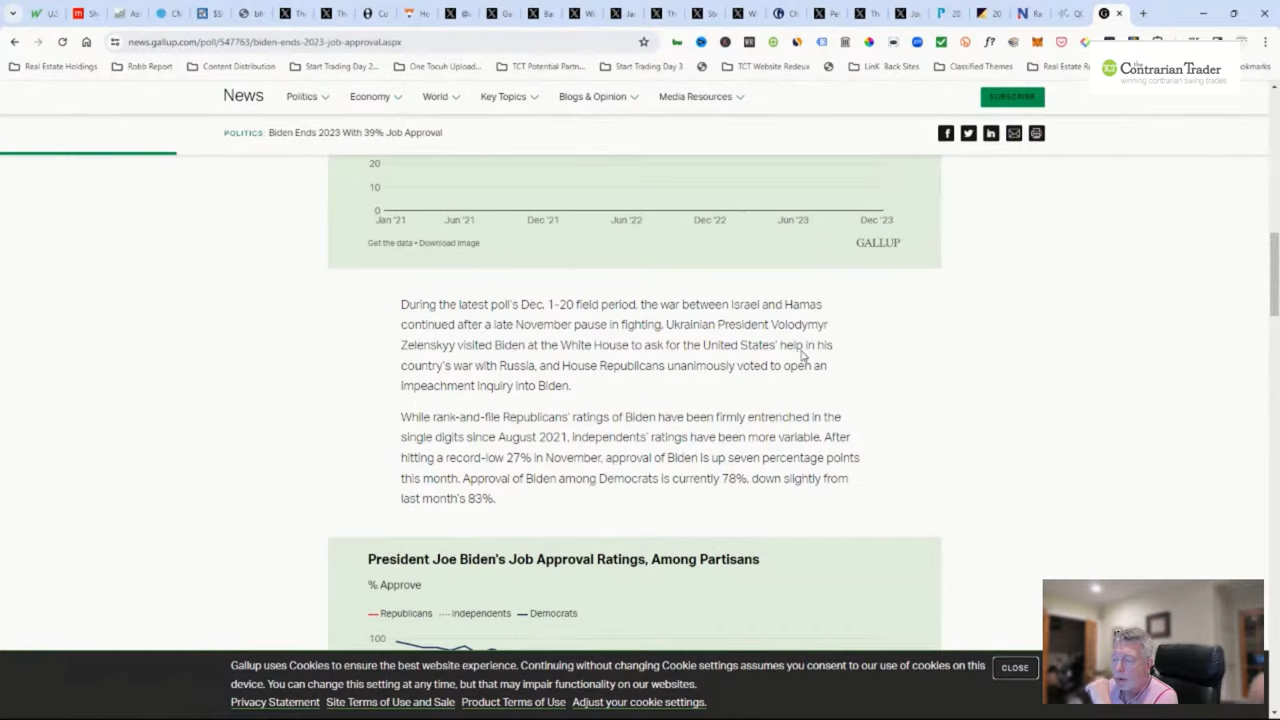 $S
20
20
Ka
QC
G
news.gallup.com/poll/547763/biden-ends-2023-job-approval.aspx
Real Estate Holdings
Robb Report
Content Distribution
Start Trading Day 2...
One Tocuh Upload...
TCT Potential Partn...
Start Trading Day 3
TCT Website Redeux
LinK Back Sites
Classified Themes
the
TCT Contrarian Trader
winning contrarian swing trades
News
Politics
Economy
World
Key Topics
Blogs & Opinion
Media Resources
SUBSCRIBE
POLITICS: Biden Ends 2023 With 39% Job Approval
20
10
0
Jan '21 Jun '21 Dec '21 Jun '22 Dec '22 Jun '23 Dec '23
Get the data • Download image
GALLUP
During the latest poll's Dec. 1-20 field period, the war between Israel and Hamas
continued after a late November pause in fighting, Ukrainian President Volodymyr
Zelenskyy visited Biden at the White House to ask for the United States' help in his
country's war with Russia, and House Republicans unanimously voted to open an
impeachment inquiry into Biden.
While rank-and-file Republicans' ratings of Biden have been firmly entrenched in the
single digits since August 2021, independents' ratings have been more variable. After
hitting a record-low 27% in November, approval of Biden is up seven percentage points
this month. Approval of Biden among Democrats is currently 78%, down slightly from
last month's 83%.
President Joe Biden's Job Approval Ratings, Among Partisans
% Approve
Republicans Independents Democrats
100
Gallup uses Cookies to ensure the best website experience. Continuing without changing Cookie settings assumes you consent to our use of cookies on this
device. You can change this setting at any time, but that may impair functionality on our websites.
Privacy Statement Site Terms of Use and Sale Product Terms of Use Adjust your cookie settings.
CLOSE